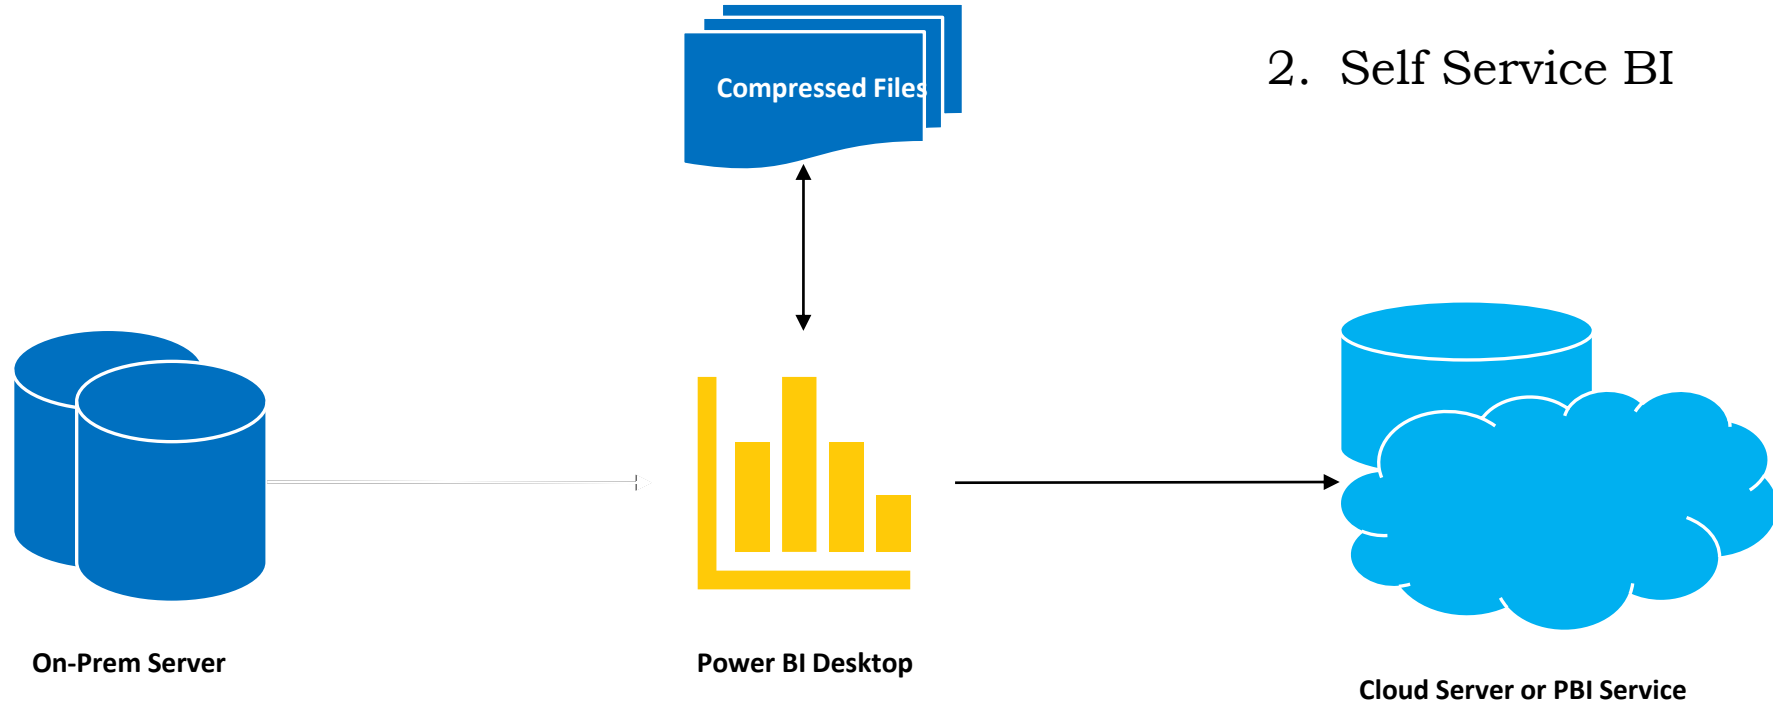 2. Self Service BI
Compressed Files
On-Prem Server
Power BI Desktop
Cloud Server or PBI Service